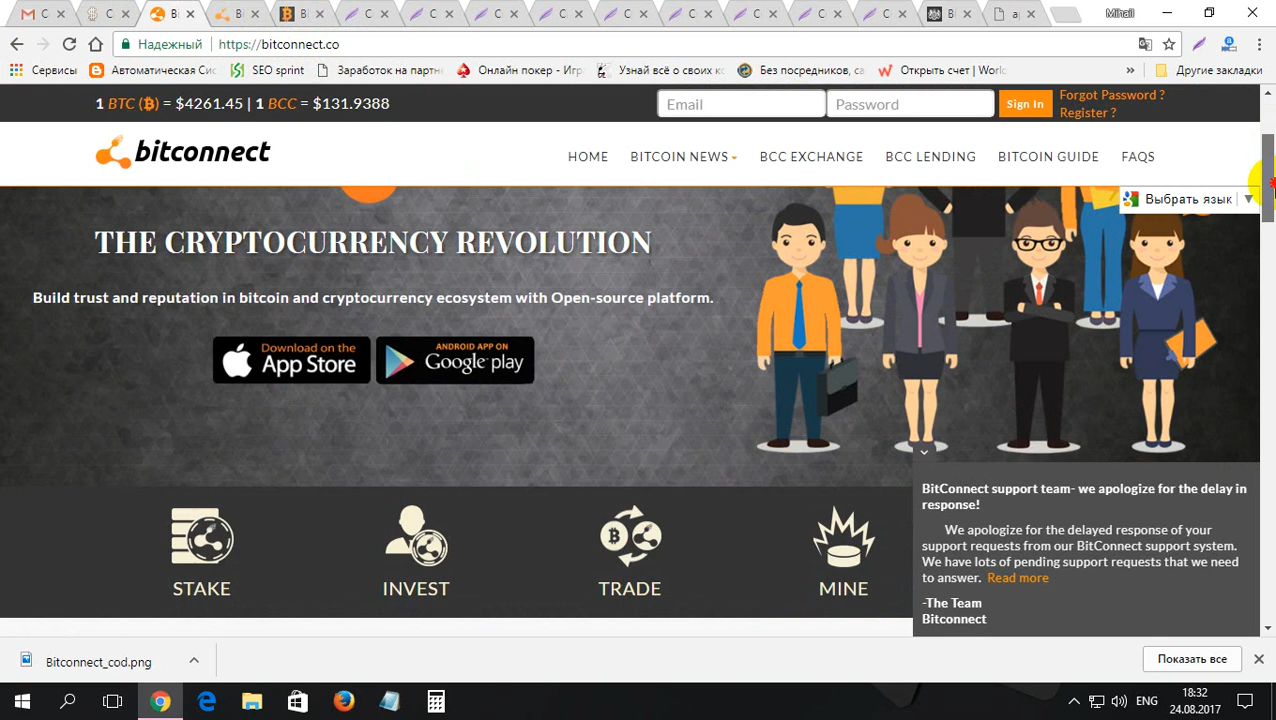 Mihail
Надежный
https://bitconnect.co
Сервисы
Автоматическая Сис
SEO sprint
Заработок на партне
Онлайн покер - Игр
Узнай всё о своих ко
Без посредников, са
Открыть счет | World
»
Другие закладки
1 BTC (฿) = $4261.45 | 1 BCC = $131.9388
Email
Password
Sign In
Forgot Password ?
Register ?
bitconnect
HOME
BITCOIN NEWS
BCC EXCHANGE
BCC LENDING
BITCOIN GUIDE
FAQS
Выбрать язык
THE CRYPTOCURRENCY REVOLUTION
Build trust and reputation in bitcoin and cryptocurrency ecosystem with Open-source platform.
Download on the
App Store
ANDROID APP ON
Google play
STAKE
INVEST
TRADE
MINE
BitConnect support team- we apologize for the delay in
response!
We apologize for the delayed response of your
support requests from our BitConnect support system.
We have lots of pending support requests that we need
to answer. Read more
-The Team
Bitconnect
Bitconnect_cod.png
Показать все
ENG
18:32
24.08.2017